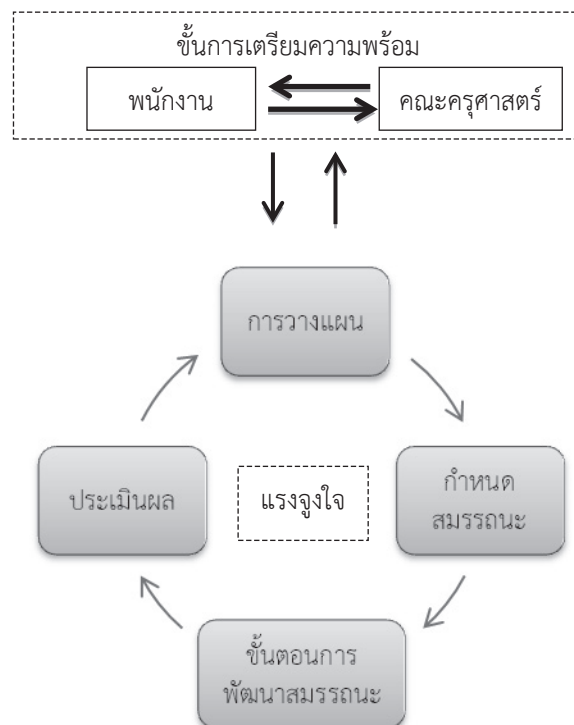 ขั้นการเตรียมความพร้อม
พนักงาน
คณะครุศาสตร์
การวางแผน
ประเมินผล
แรงจูงใจ
กำหนด
สมรรถนะ
ขั้นตอนการ
พัฒนาสมรรถนะ